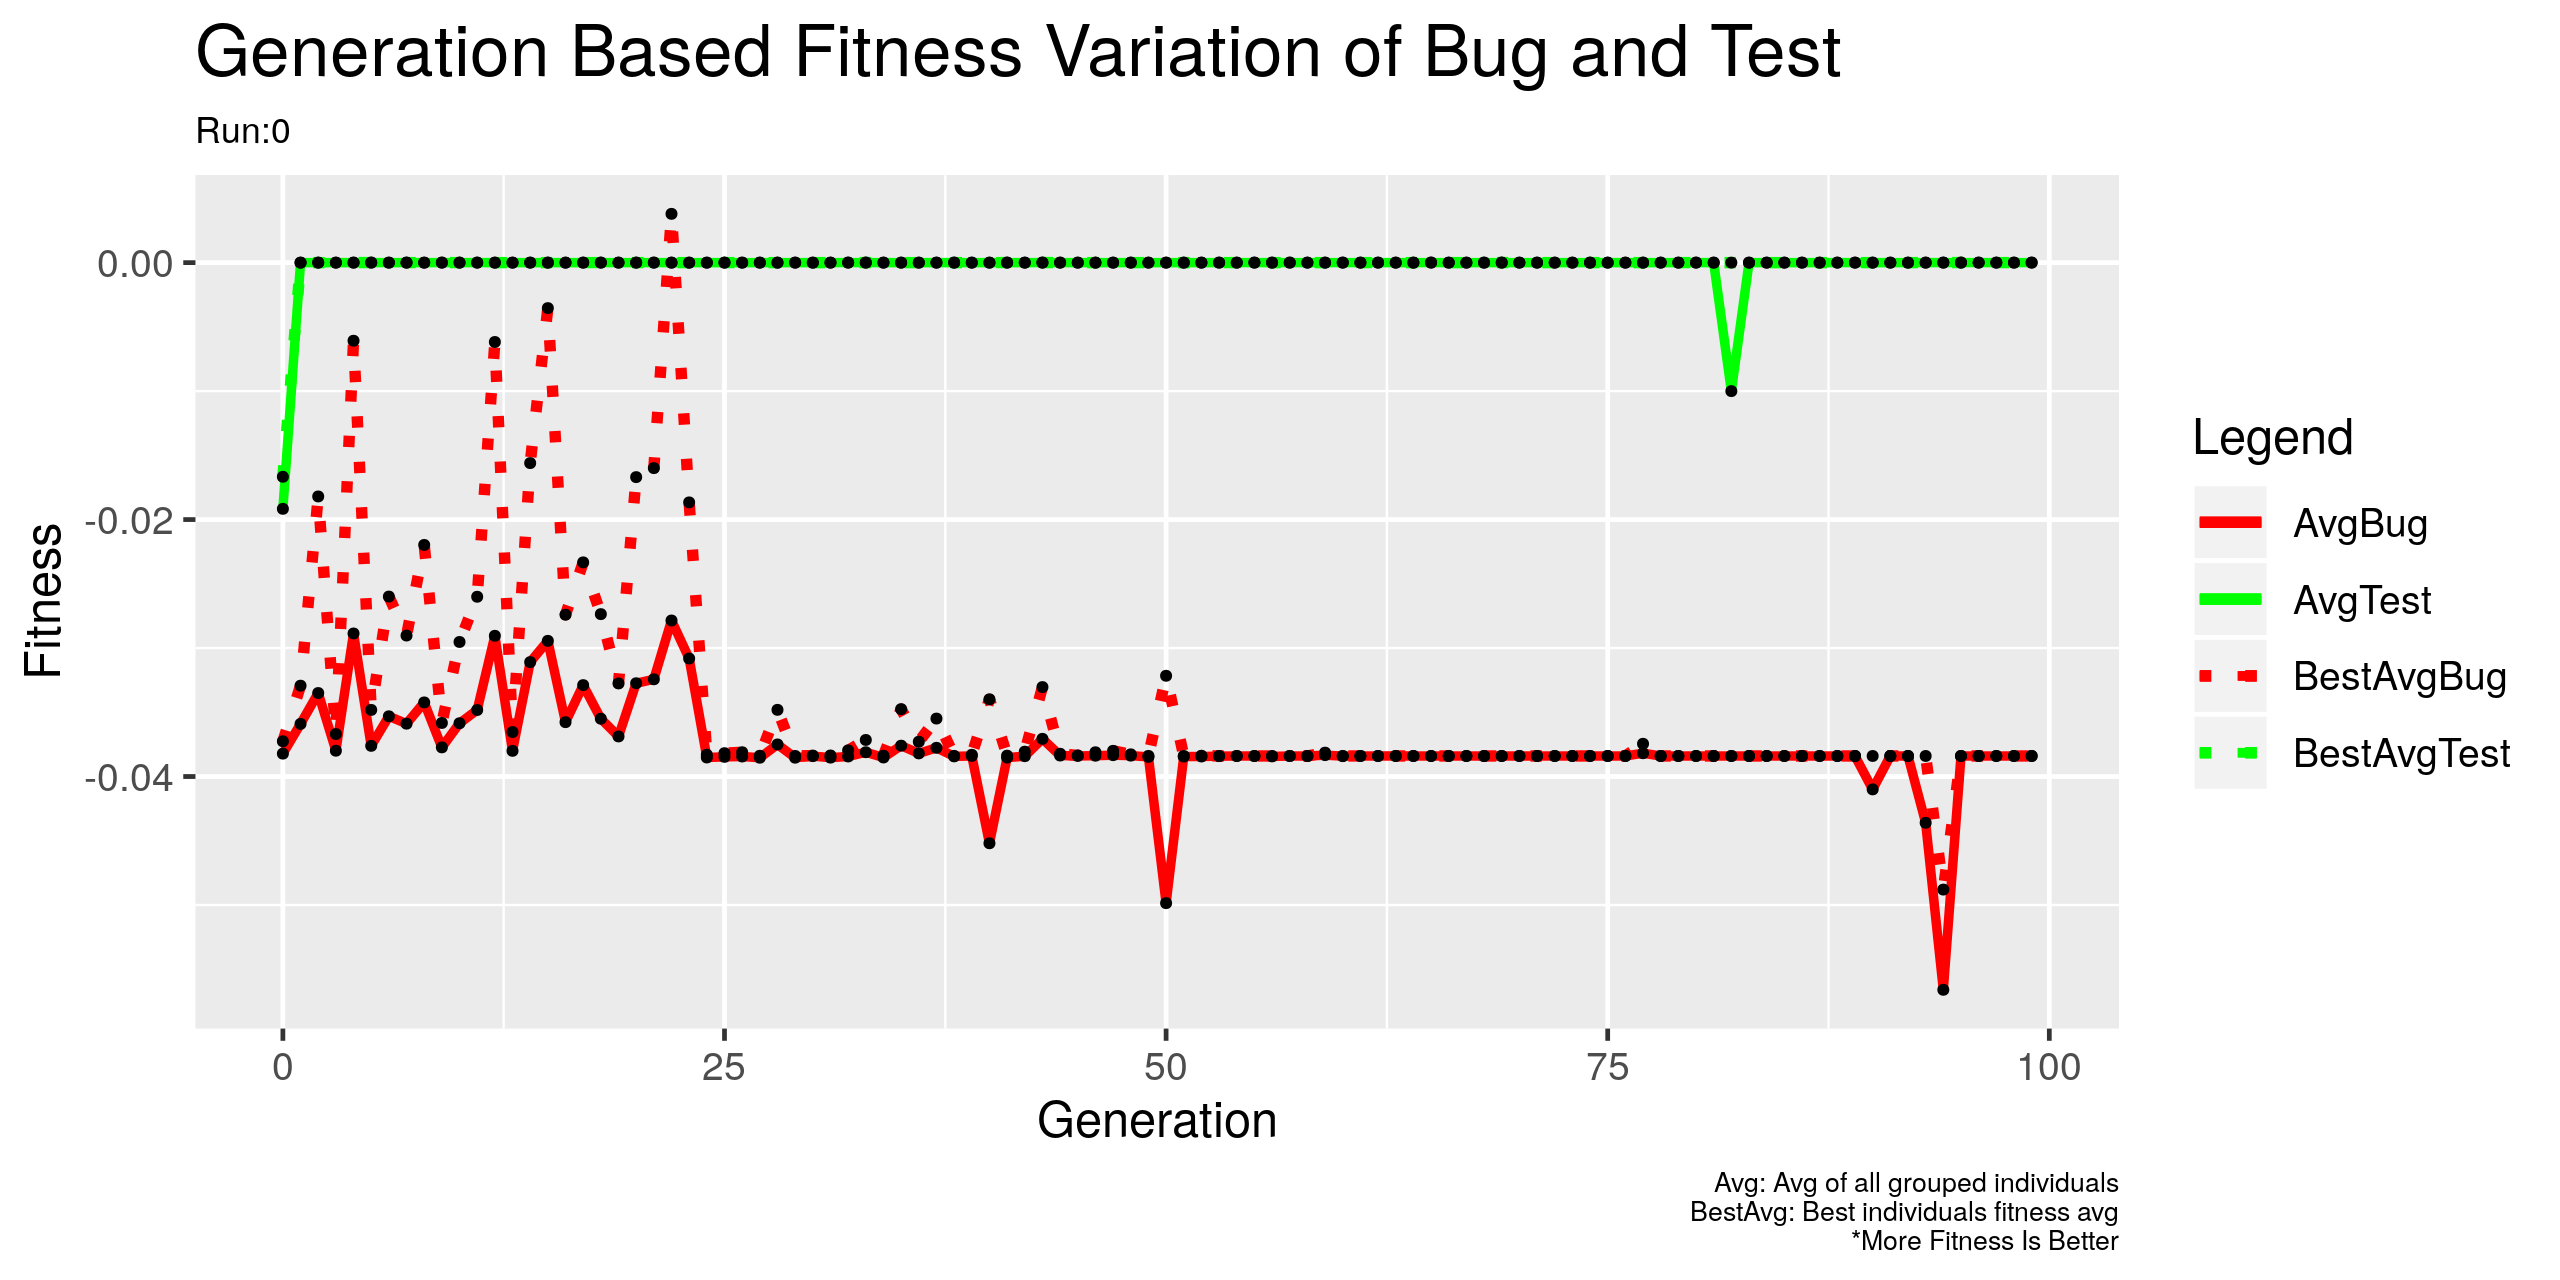 Generation Based Fitness Variation of Bug and Test
Run:0
Fitness
0.00
-0.02
-0.04
0
25
50
75
100
Generation
Legend
AvgBug
AvgTest
BestAvgBug
BestAvgTest
Avg: Avg of all grouped individuals
BestAvg: Best individuals fitness avg
*More Fitness Is Better